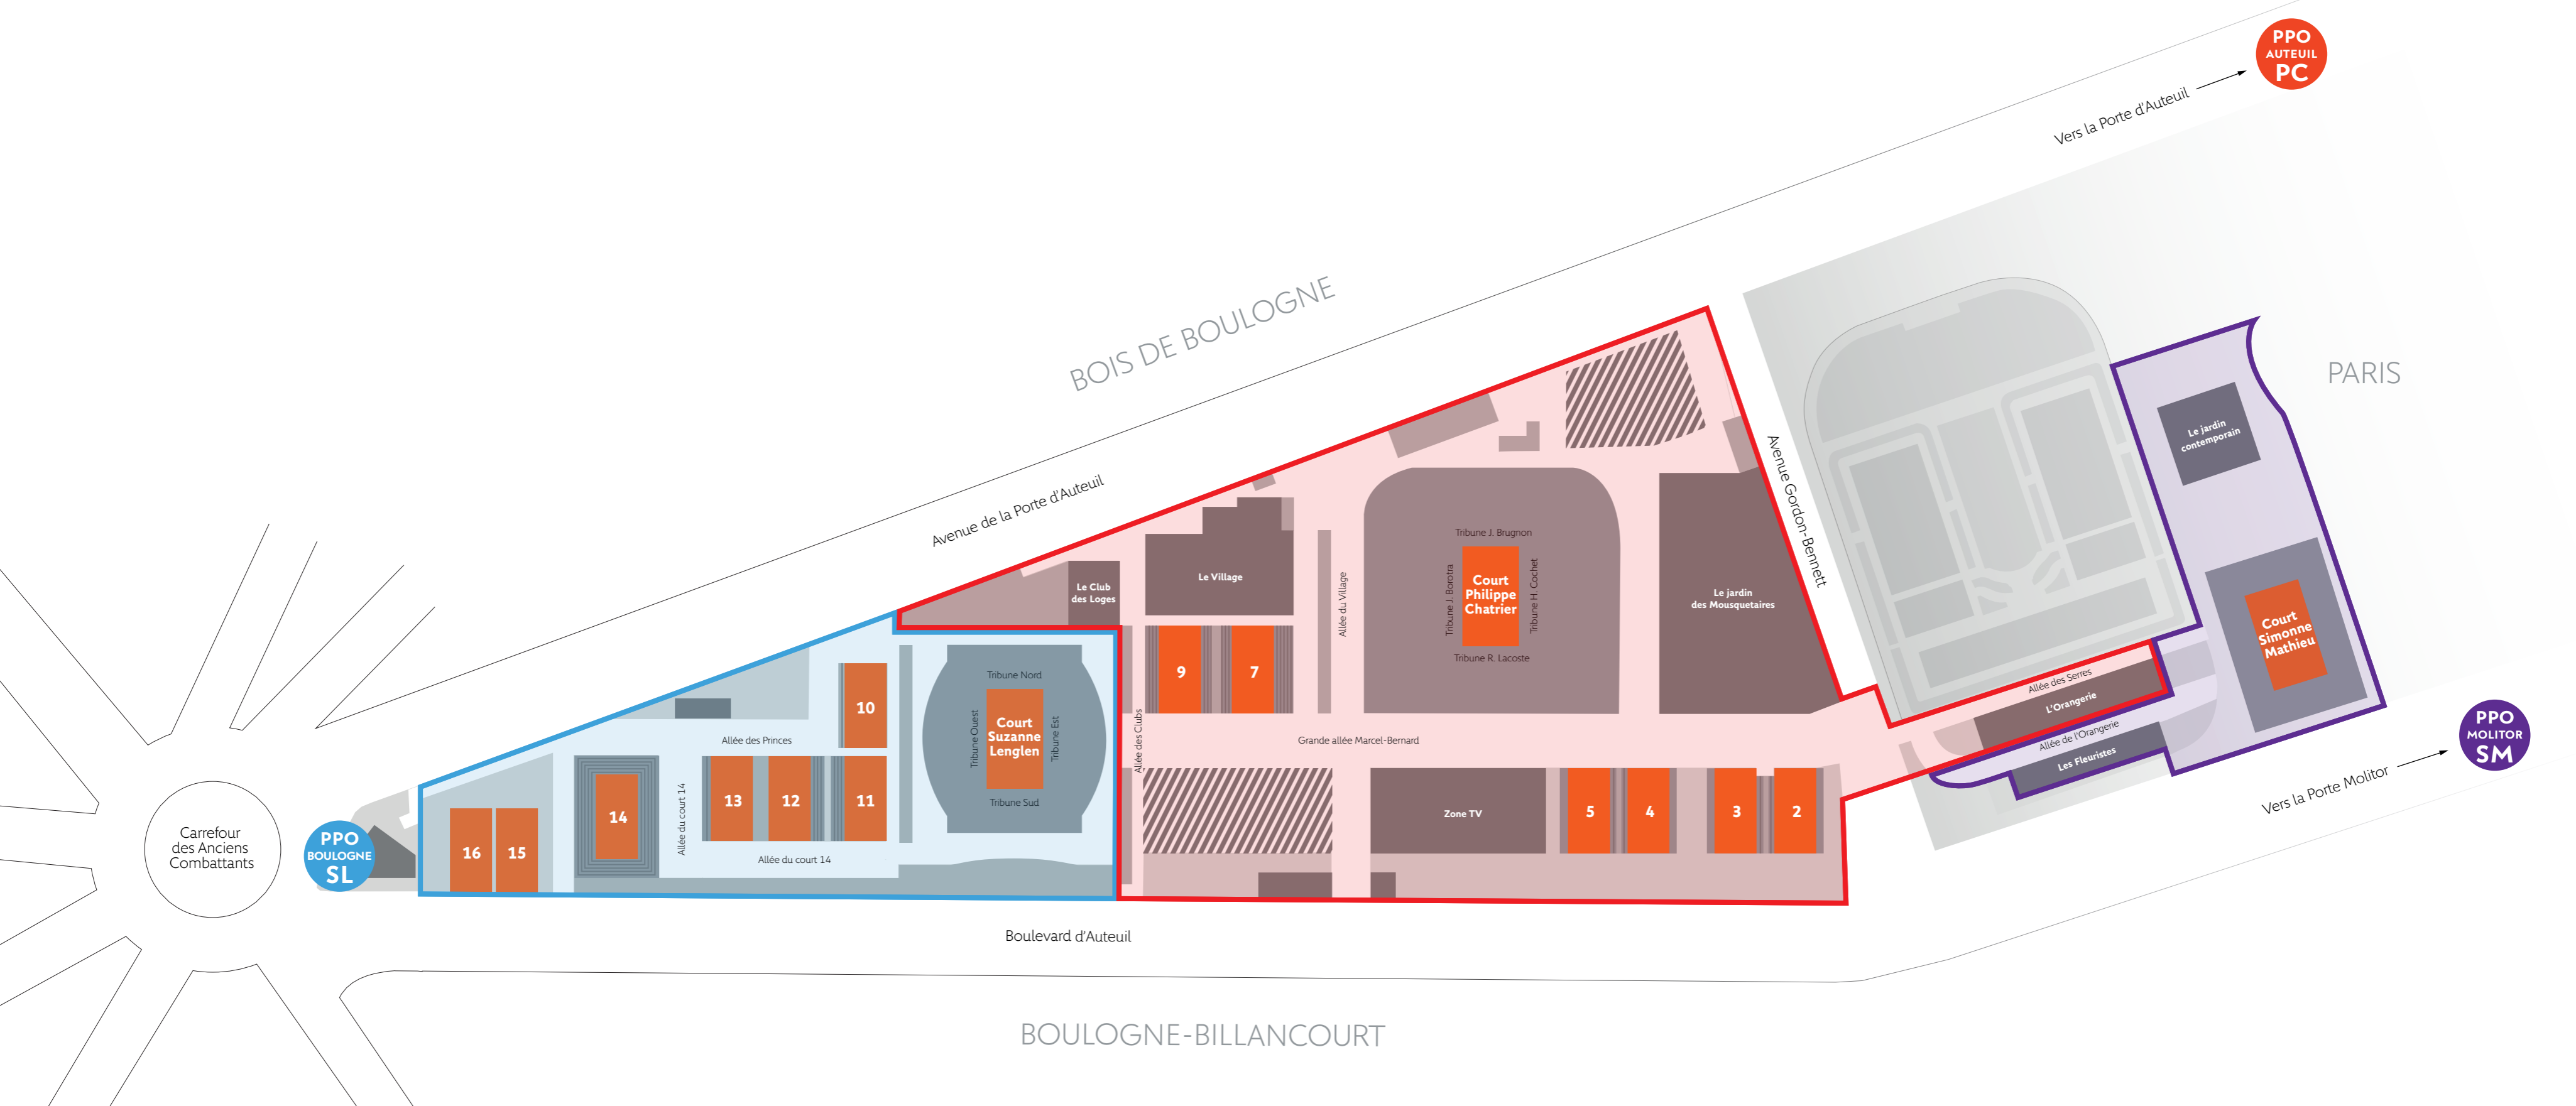 PPO
AUTEUIL
PC
Vers la Porte d'Auteuil
BOIS DE BOULOGNE
PARIS
Avenue de la Porte d'Auteuil
Avenue Gordon-Bennett
Le jardin
contemporain
Court
Simonne
Mathieu
Le Club
des Loges
Le Village
Allée du Village
Tribune J. Brugnon
Tribune J. Borotra
Court
Philippe
Chatrier
Tribune H. Cochet
Tribune R. Lacoste
Le jardin
des Mousquetaires
9
7
Allée des Clubs
Grande allée Marcel-Bernard
Allée des Serres
L'Orangerie
Allée de l'Orangerie
Les Fleuristes
PPO
MOLITOR
SM
Vers la Porte Molitor
Tribune Nord
Tribune Ouest
Court
Suzanne
Lenglen
Tribune Est
Tribune Sud
10
Allée des Princes
13
12
11
14
Allée du court 14
Allée du court 14
16
15
Zone TV
5
4
3
2
PPO
BOULOGNE
SL
Carrefour
des Anciens
Combattants
Boulevard d'Auteuil
BOULOGNE-BILLANCOURT